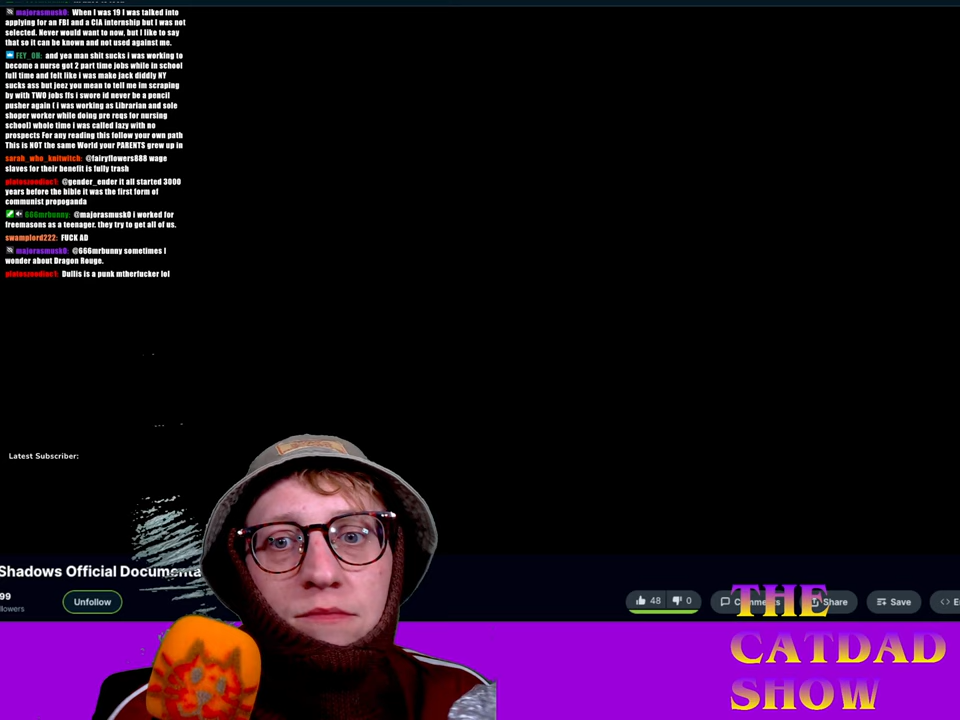 majorasmusk0: When I was 19 I was talked into
applying for an FBI and a CIA internship but I was not
selected. Never would want to now, but I like to say
that so it can be known and not used against me.
FEY_ON: and yea man shit sucks i was working to
become a nurse got 2 part time jobs while in school
full time and felt like i was make jack diddly NY
sucks ass but jeez you mean to tell me im scraping
by with TWO jobs ffs i swore id never be a pencil
pusher again ( i was working as Librarian and sole
shoper worker while doing pre reqs for nursing
school) whole time i was called lazy with no
prospects For any reading this follow your own path
This is NOT the same World your PARENTS grew up in
sarah_who_knitwitch: @fairyflowers888 wage
slaves for their benefit is fully trash
@gender_ender it all started 3000
years before the bible it was the first form of
communist propoganda
666mrbunny: @majorasmusk0 i worked for
freemasons as a teenager. they try to get all of us.
swamplord222: FUCK AD
majorasmusk0: @666mrbunny sometimes I
wonder about Dragon Rouge.
Dullis is a punk mtherfucker lol
Latest Subscriber:
Shadows Official Documenta
99
llowers
Unfollow
48
0
Comments
Share
Save
THE
CATDAD
SHOW